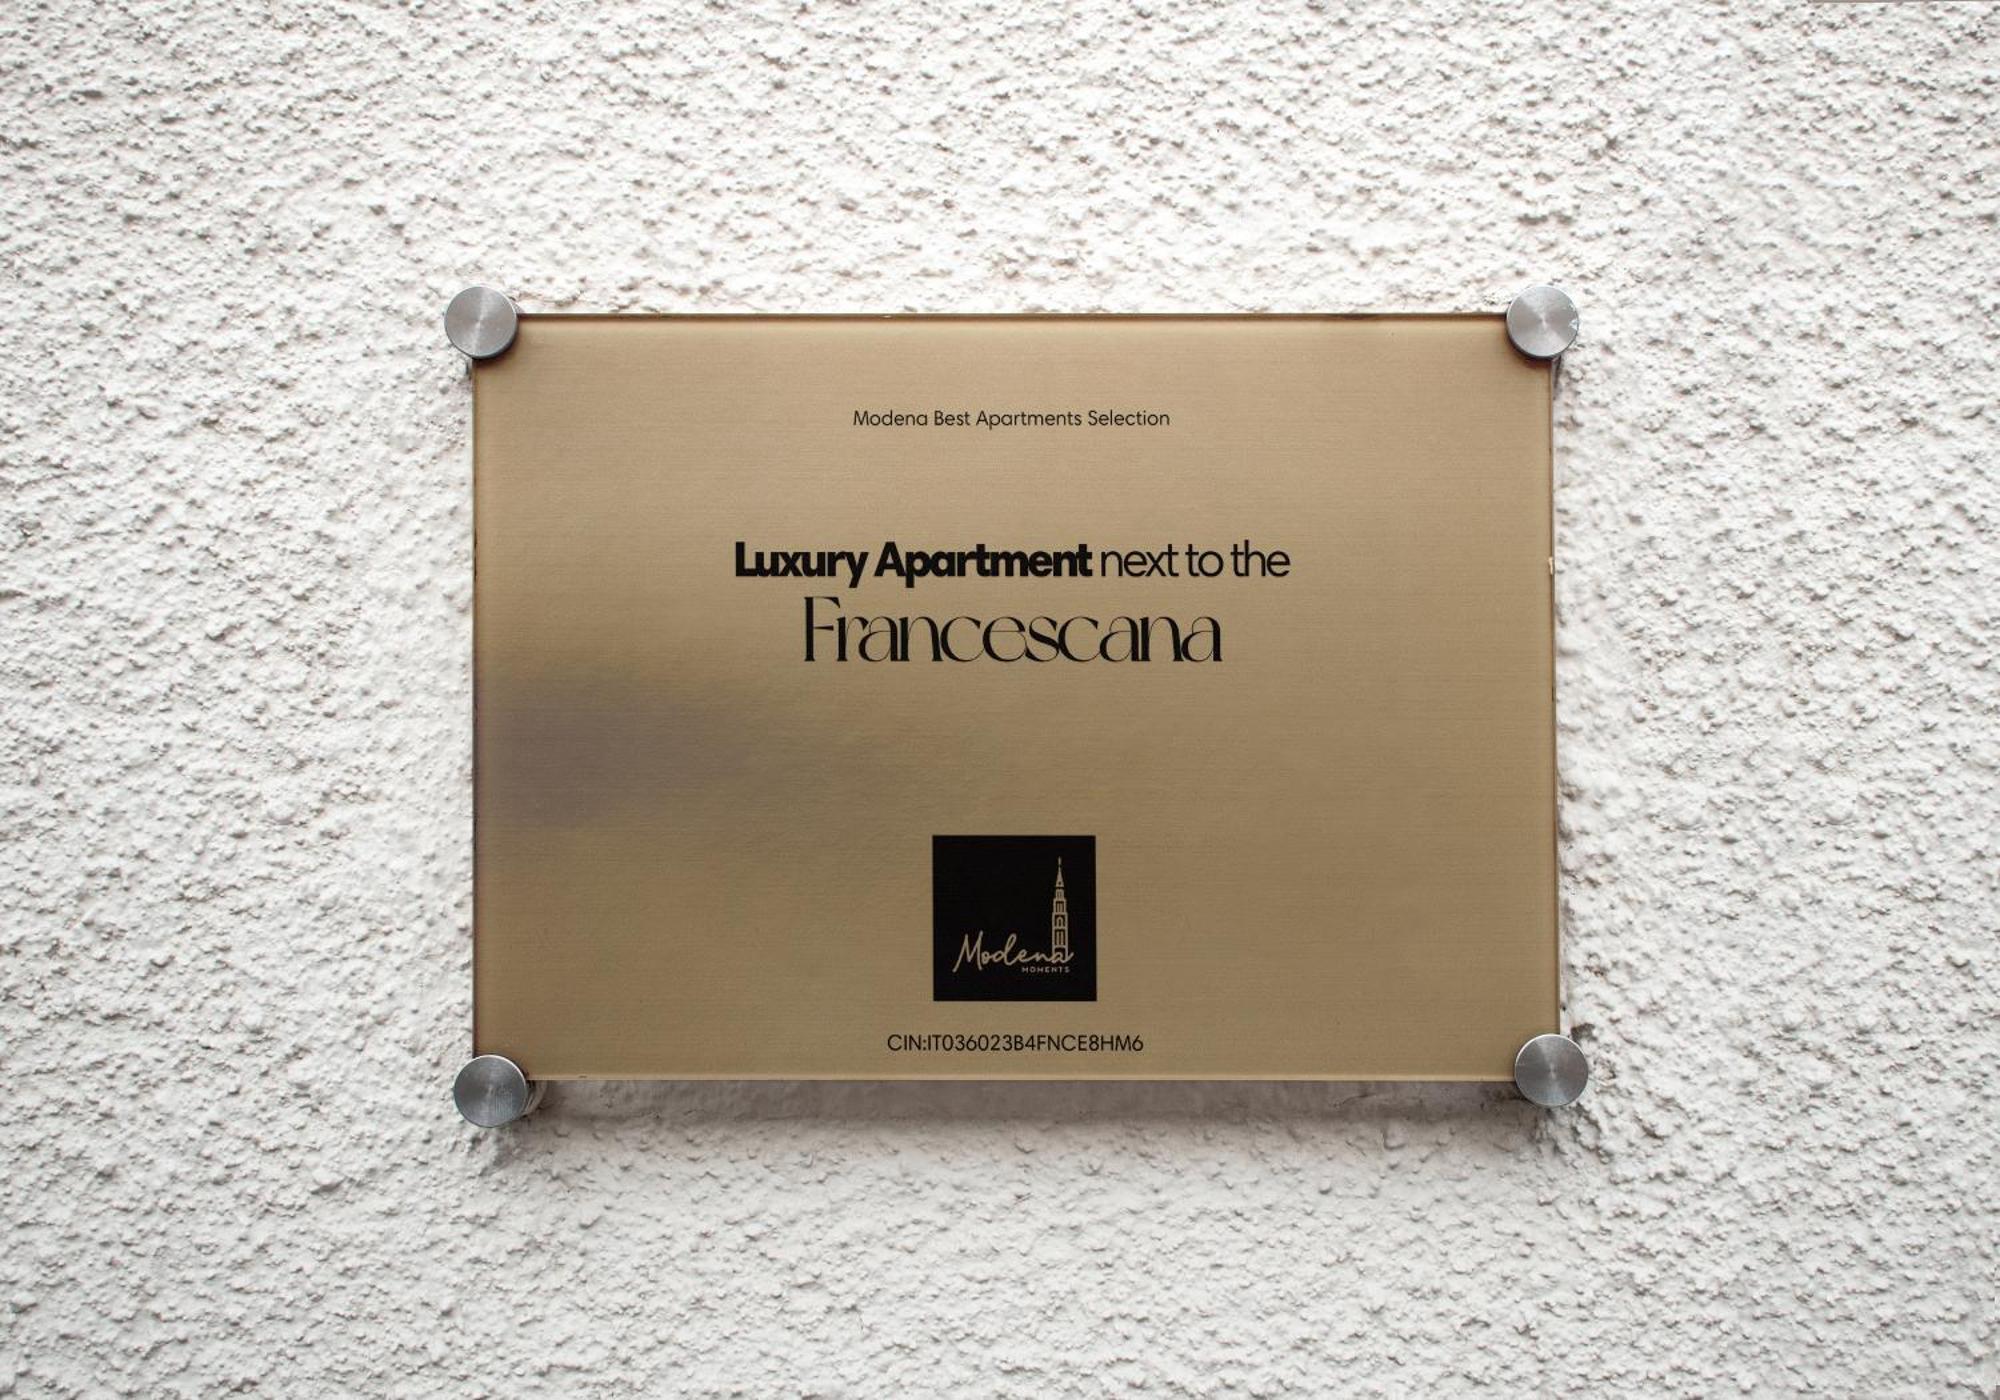 Modena Best Apartments Selection
Luxury Apartment next to the
Francescana
Modena
MOMENTS
CIN:IT036023B4FNCE8HM6